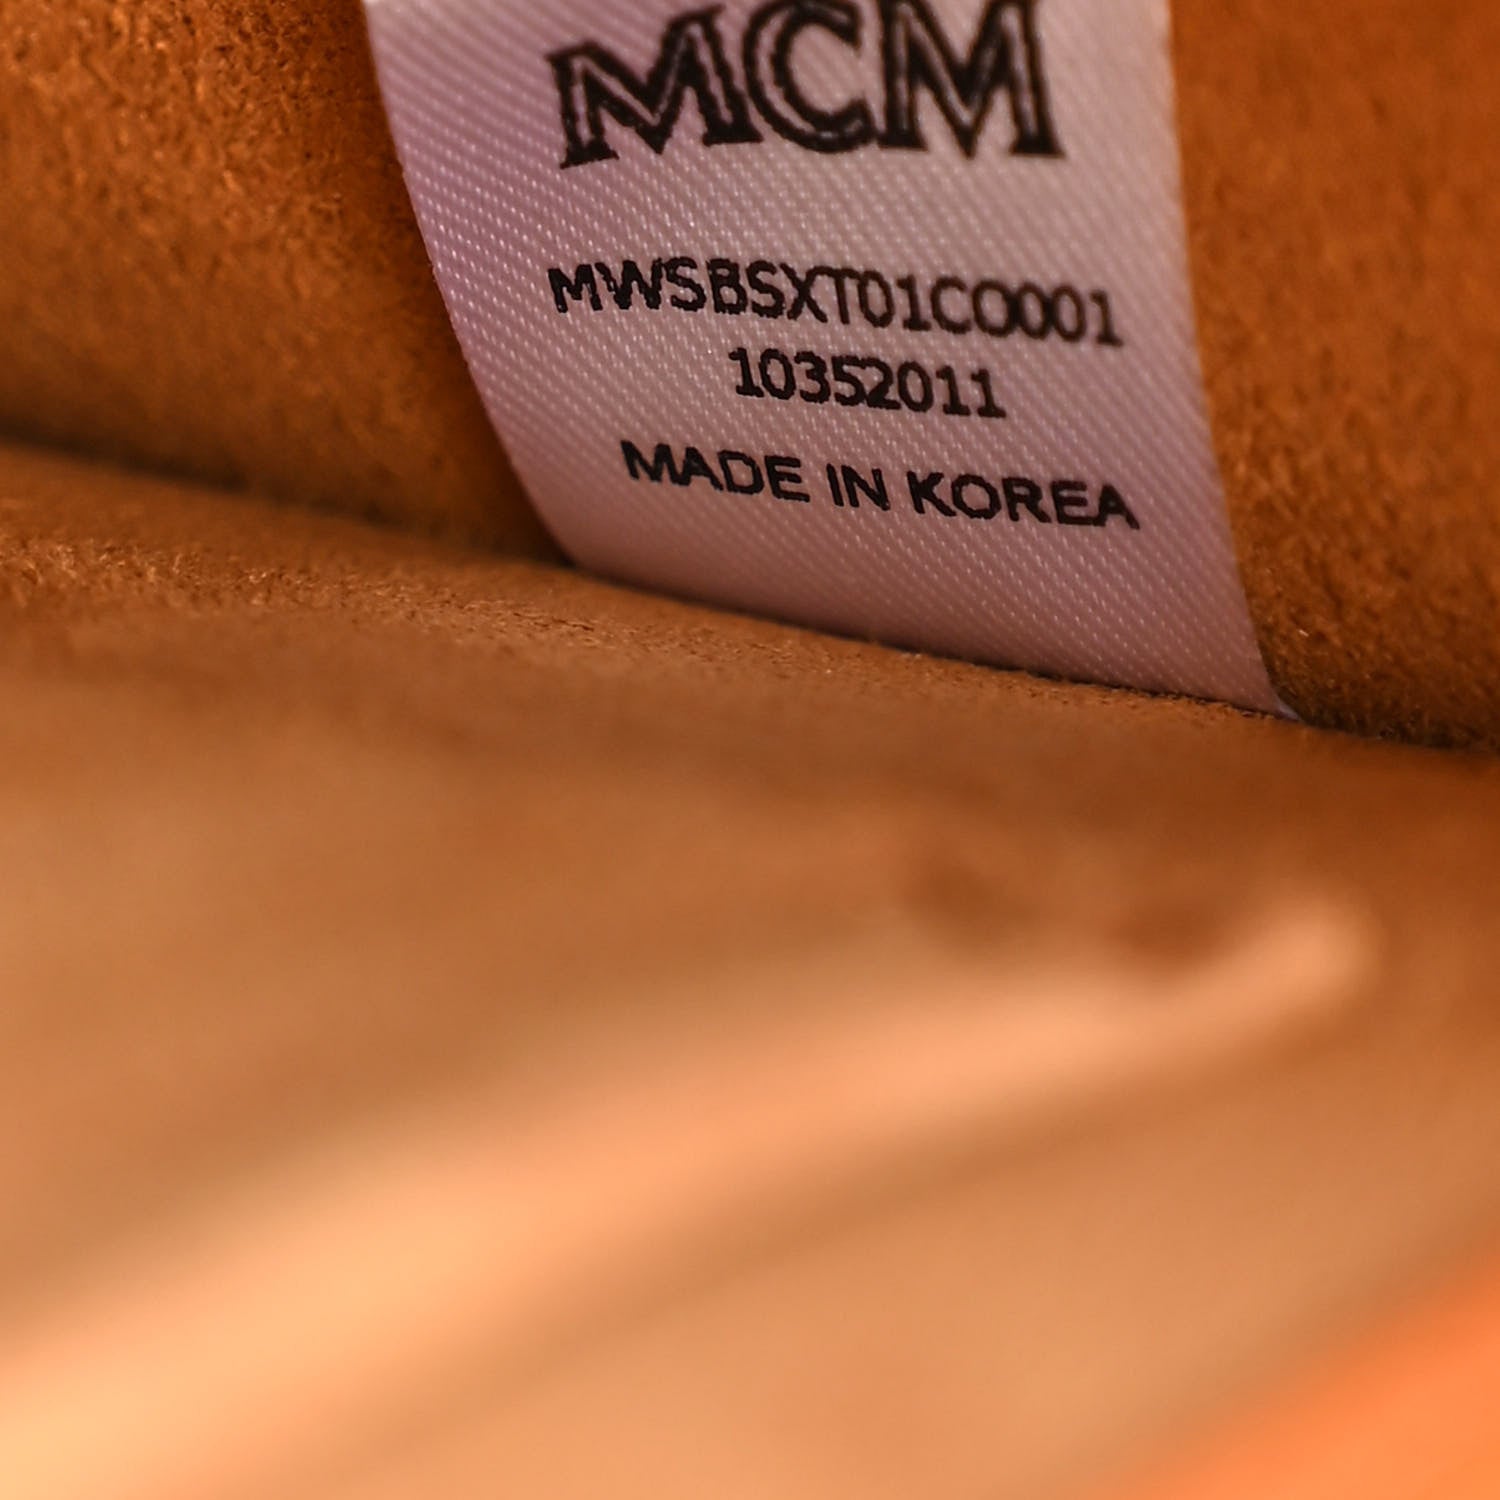 MCM
MWSBSXT01CO001
10352011
MADE IN KOREA